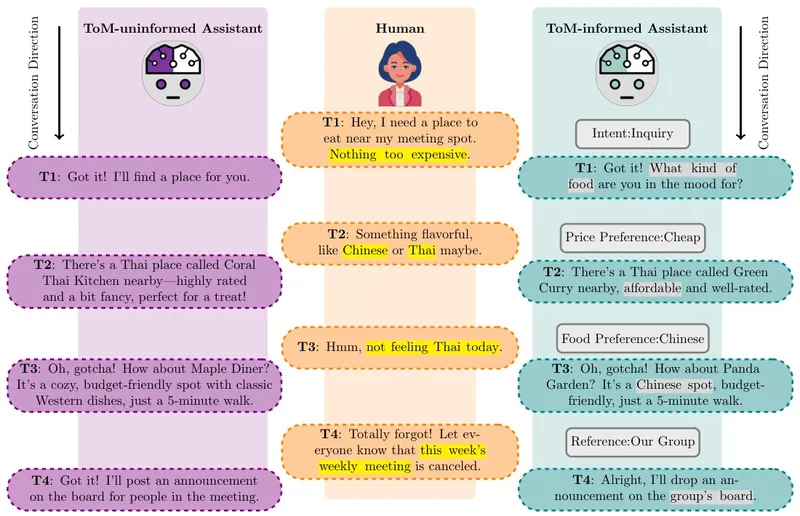 ToM-uninformed Assistant
Human
ToM-informed Assistant
Conversation Direction
Conversation Direction
T1: Hey, I need a place to
eat near my meeting spot.
Nothing too expensive.
Intent:Inquiry
T1: Got it! I'll find a place for you.
T1: Got it! What kind of
food are you in the mood for?
T2: Something flavorful,
like Chinese or Thai maybe.
Price Preference:Cheap
T2: There's a Thai place called Coral
Thai Kitchen nearby—highly rated
and a bit fancy, perfect for a treat!
T2: There's a Thai place called Green
Curry nearby, affordable and well-rated.
T3: Hmm, not feeling Thai today.
Food Preference:Chinese
T3: Oh, gotcha! How about Maple Diner?
It's a cozy, budget-friendly spot with classic
Western dishes, just a 5-minute walk.
T3: Oh, gotcha! How about Panda
Garden? It's a Chinese spot, budget-
friendly, just a 5-minute walk.
T4: Totally forgot! Let ev-
eryone know that this week's
weekly meeting is canceled.
Reference:Our Group
T4: Got it! I'll post an announcement
on the board for people in the meeting.
T4: Alright, I'll drop an an-
nouncement on the group's board.